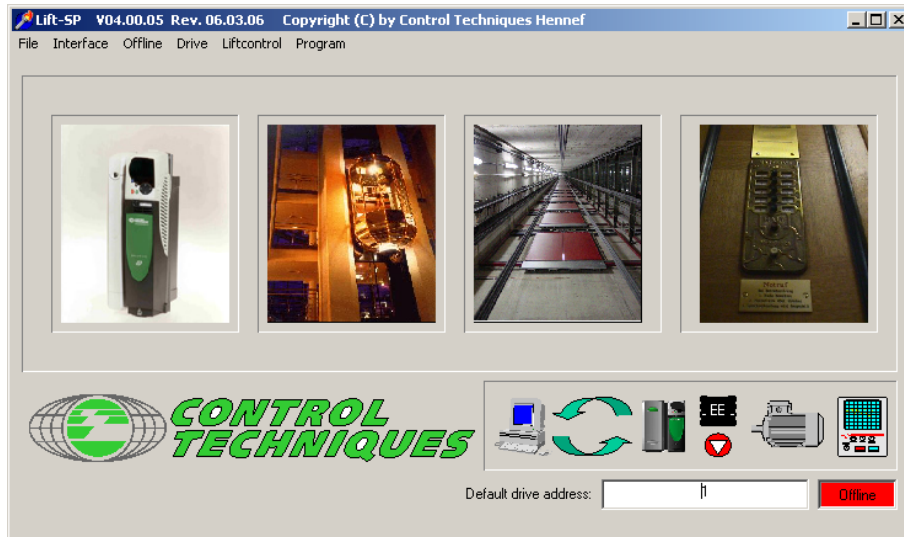 Lift-SP V04.00.05 Rev. 06.03.06 Copyright (C) by Control Techniques Hennef
File Interface Offline Drive Liftcontrol Program
Notruf
CONTROL
TECHNIQUES
EE
Default drive address:
Offline